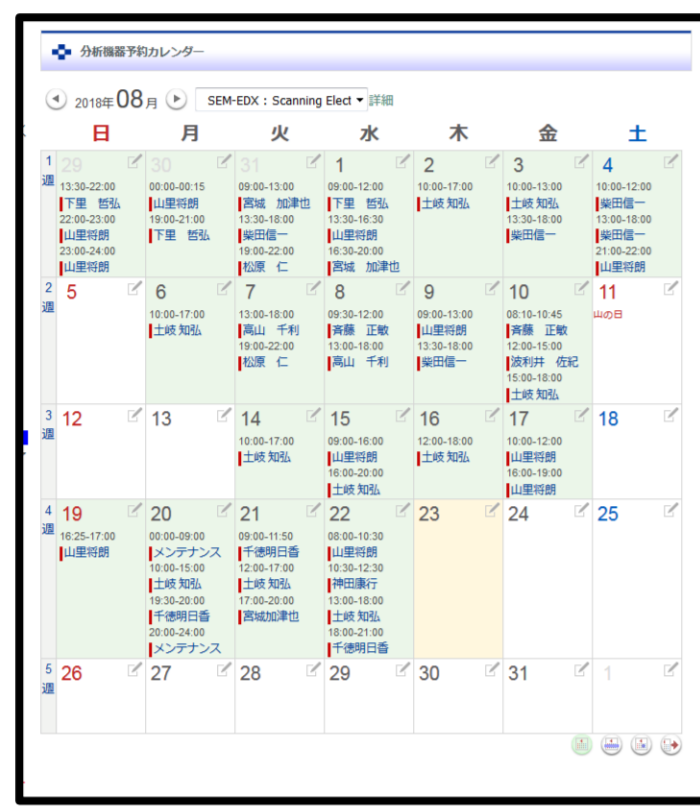 分析機器予約カレンダー
2018年08月 SEM-EDX : Scanning Elect 詳細
日 月 火 水 木 金 土
1週
29
13:30-22:00
下里 哲弘
22:00-23:00
山里将朗
23:00-24:00
山里将朗
30
00:00-00:15
山里将朗
19:00-21:00
下里 哲弘
31
09:00-13:00
宮城 加津也
13:30-18:00
柴田信一
19:00-22:00
松原 仁
1
09:00-12:00
下里 哲弘
13:30-16:30
山里将朗
16:30-20:00
宮城 加津也
2
10:00-17:00
土岐 知弘
3
10:00-13:00
土岐 知弘
13:30-18:00
柴田信一
4
10:00-12:00
柴田信一
13:00-18:00
柴田信一
21:00-22:00
山里将朗
2週
5
6
10:00-17:00
土岐 知弘
7
13:00-18:00
高山 千利
19:00-22:00
松原 仁
8
09:30-12:00
斉藤 正敏
13:00-18:00
高山 千利
9
09:00-13:00
山里将朗
13:30-18:00
柴田信一
10
08:10-10:45
斉藤 正敏
12:00-15:00
波利井 佐紀
15:00-18:00
土岐 知弘
11
山の日
3週
12
13
14
10:00-17:00
土岐 知弘
15
09:00-16:00
山里将朗
16:00-20:00
土岐 知弘
16
12:00-18:00
土岐 知弘
17
10:00-12:00
山里将朗
16:00-19:00
山里将朗
18
4週
19
16:25-17:00
山里将朗
20
00:00-09:00
メンテナンス
10:00-15:00
土岐 知弘
19:30-20:00
千徳明日香
20:00-24:00
メンテナンス
21
09:00-11:50
千徳明日香
12:00-17:00
土岐 知弘
17:00-20:00
宮城加津也
22
08:00-10:30
山里将朗
10:30-12:30
神田康行
13:00-18:00
土岐 知弘
18:00-21:00
千徳明日香
23
24
25
5週
26
27
28
29
30
31
1